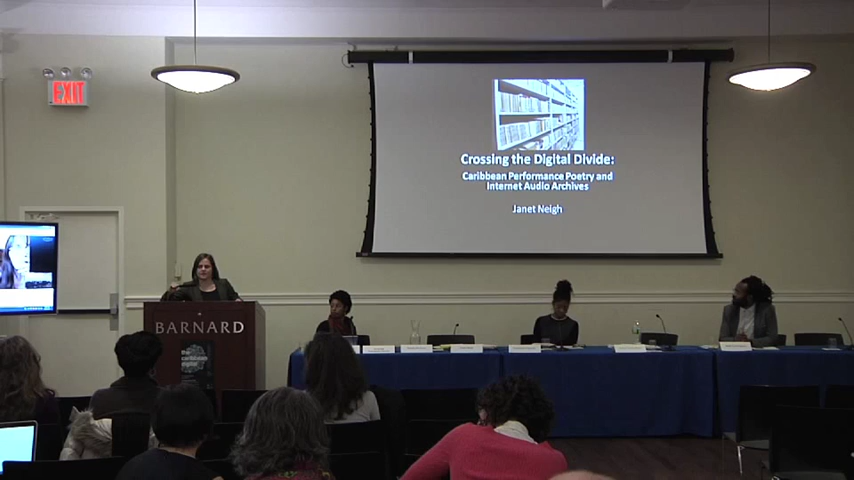 EXIT
Crossing the Digital Divide:
Caribbean Performance Poetry and
Internet Audio Archives
Janet Neigh
BARNARD